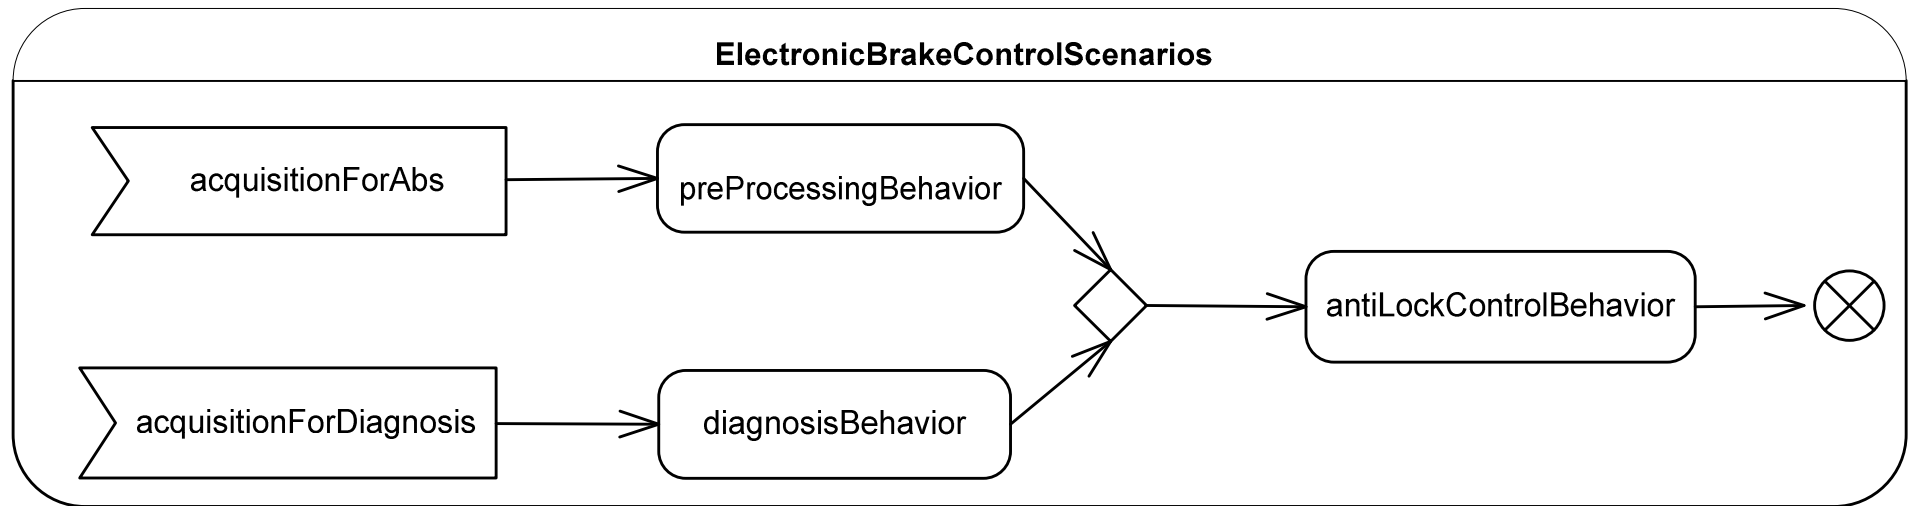 ElectronicBrakeControlScenarios
acquisitionForAbs
preProcessingBehavior
antiLockControlBehavior
acquisitionForDiagnosis
diagnosisBehavior